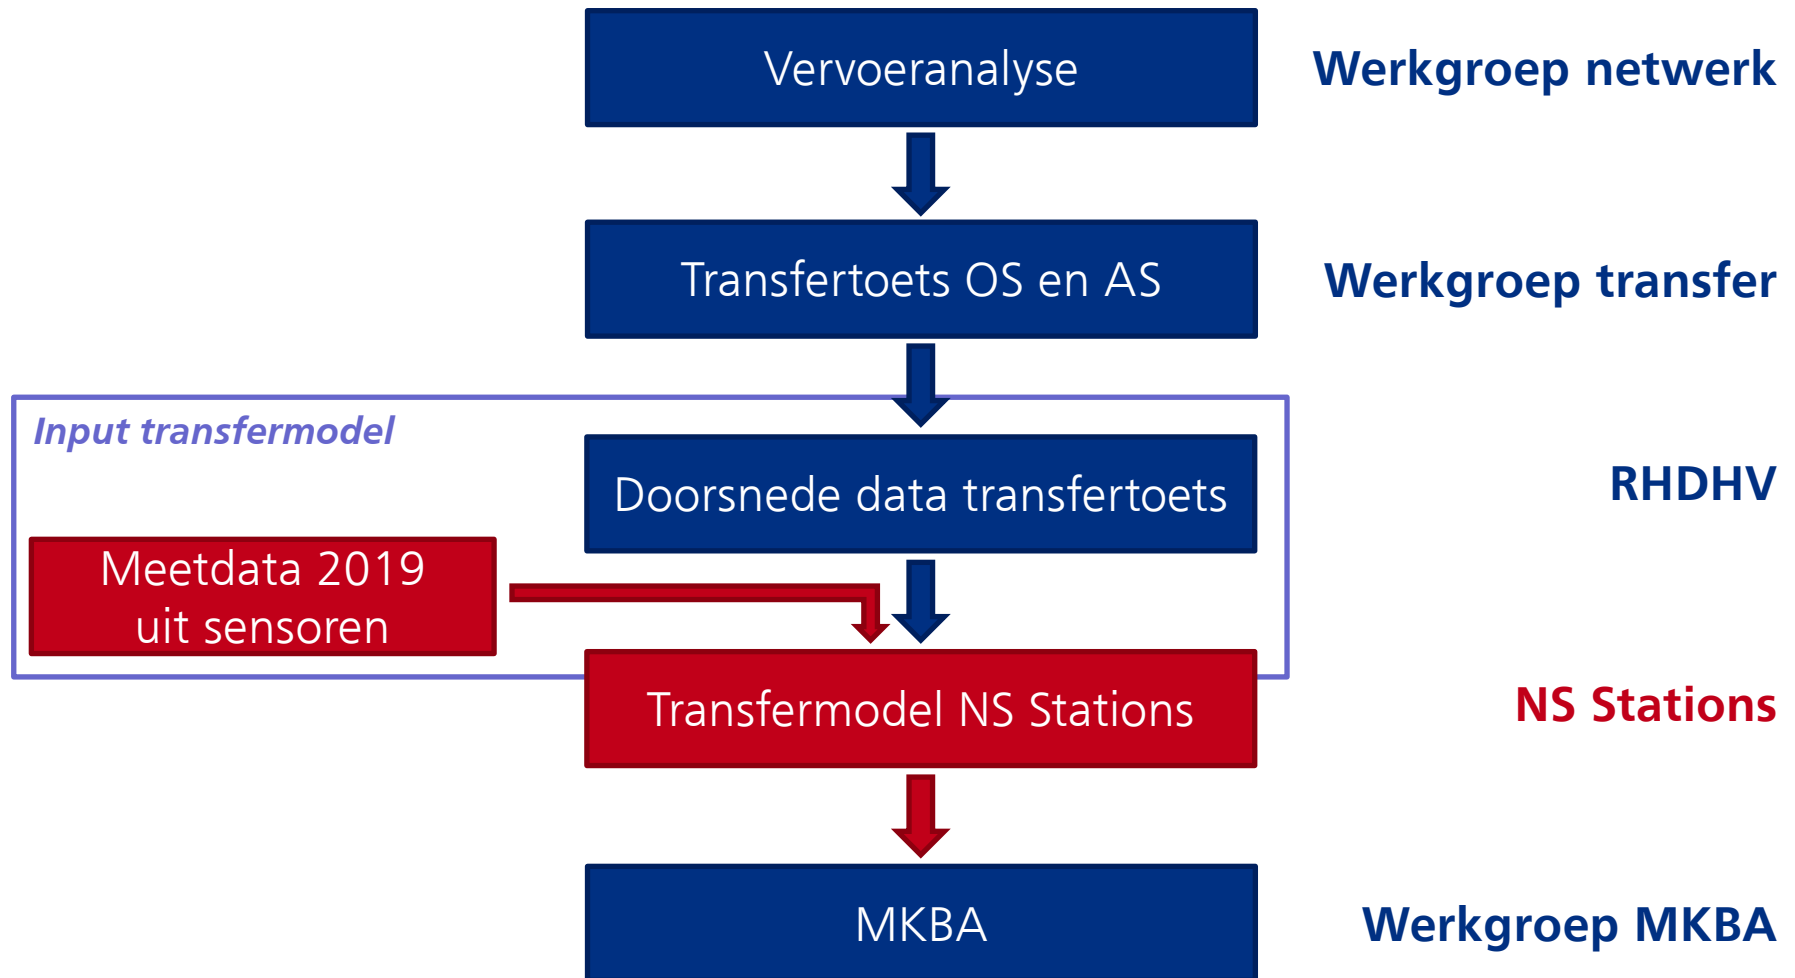 Vervoeranalyse
Werkgroep netwerk
Transfertoets OS en AS
Werkgroep transfer
Input transfermodel
Doorsnede data transfertoets
RHDHV
Meetdata 2019
uit sensoren
Transfermodel NS Stations
NS Stations
MKBA
Werkgroep MKBA